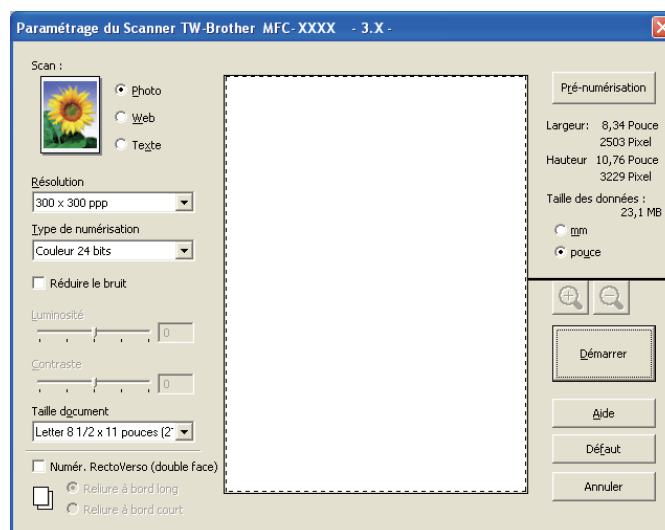 Paramétrage du Scanner TW-Brother MFC-XXXX - 3.X -
Scan :
Photo
Web
Texte
Résolution
300 x 300 ppp
Type de numérisation
Couleur 24 bits
Réduire le bruit
Luminosité
0
Contraste
0
Taille document
Letter 8 1/2 x 11 pouces (2
Numér. RectoVerso (double face)
Reliure à bord long
Reliure à bord court
Pré-numérisation
Largeur: 8,34 Pouce
2503 Pixel
Hauteur 10,76 Pouce
3229 Pixel
Taille des données :
23,1 MB
mm
pouce
Démarrer
Aide
Défaut
Annuler